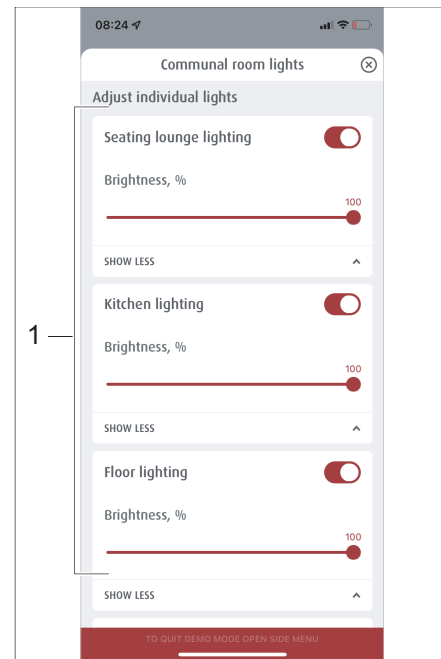 08:24
Communal room lights
Adjust individual lights
Seating lounge lighting
Brightness, %
100
SHOW LESS
1
Kitchen lighting
Brightness, %
100
SHOW LESS
Floor lighting
Brightness, %
100
SHOW LESS
TO QUIT DEMO MODE OPEN SIDE MENU